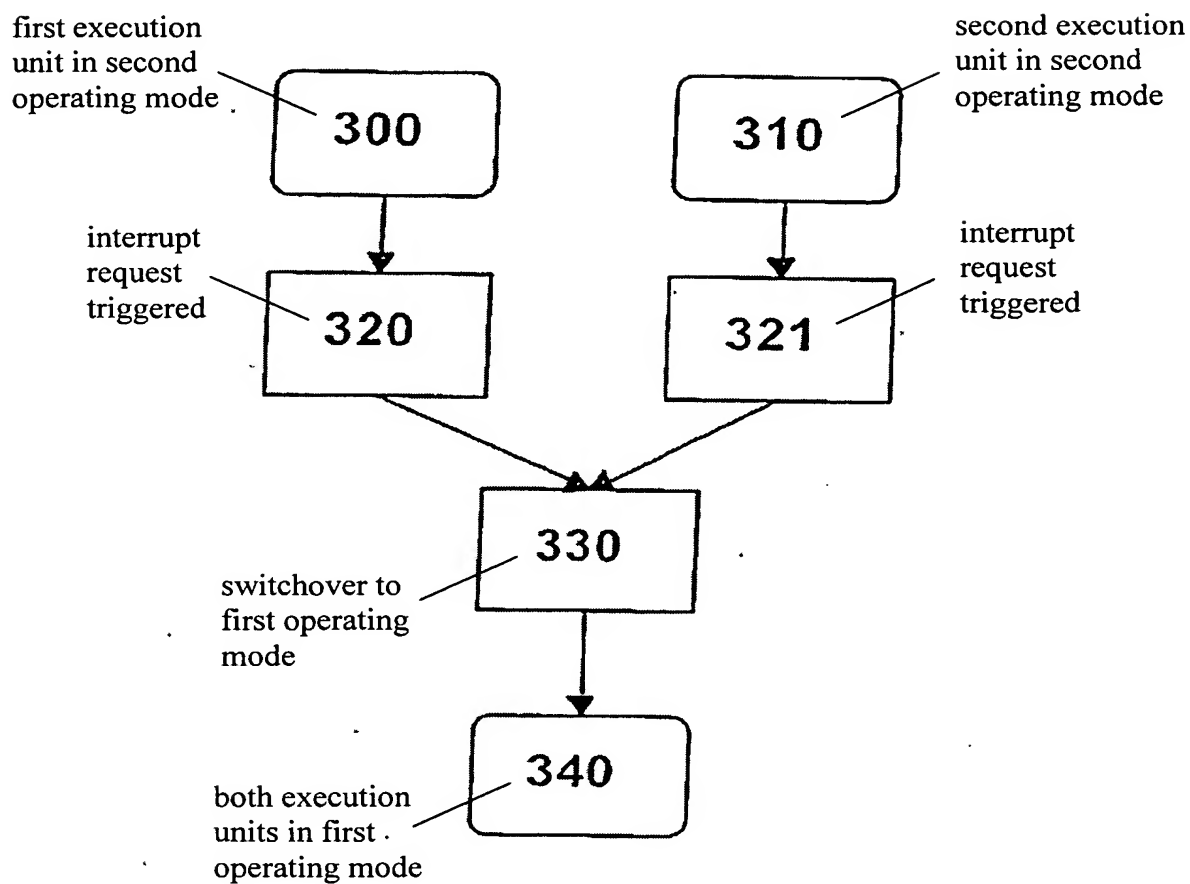 first execution
unit in second
operating mode
300
second execution
unit in second
operating mode
310
interrupt
request
triggered
320
interrupt
request
triggered
321
switchover to
first operating
mode
330
both execution
units in first
operating mode
340